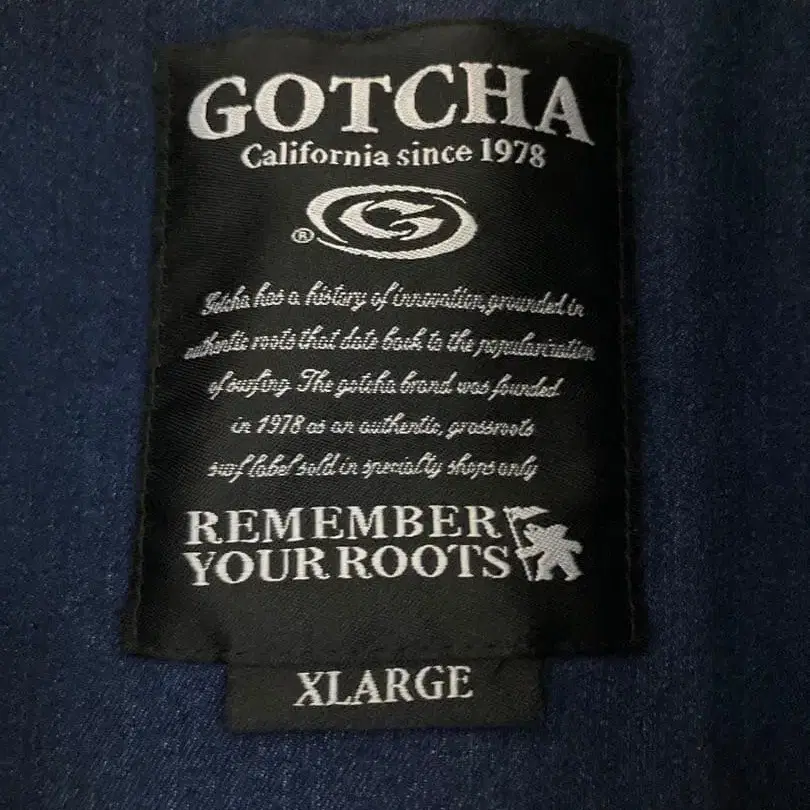 GOTCHA
California since 1978
®
Gotcha has a history of innovation, grounded in
authentic roots that date back to the popularization
of surfing The gotcha brand was founded
in 1978 as an authentic, grassroots
surf label sold in specialty shops only
REMEMBER
YOUR ROOTS
XLARGE